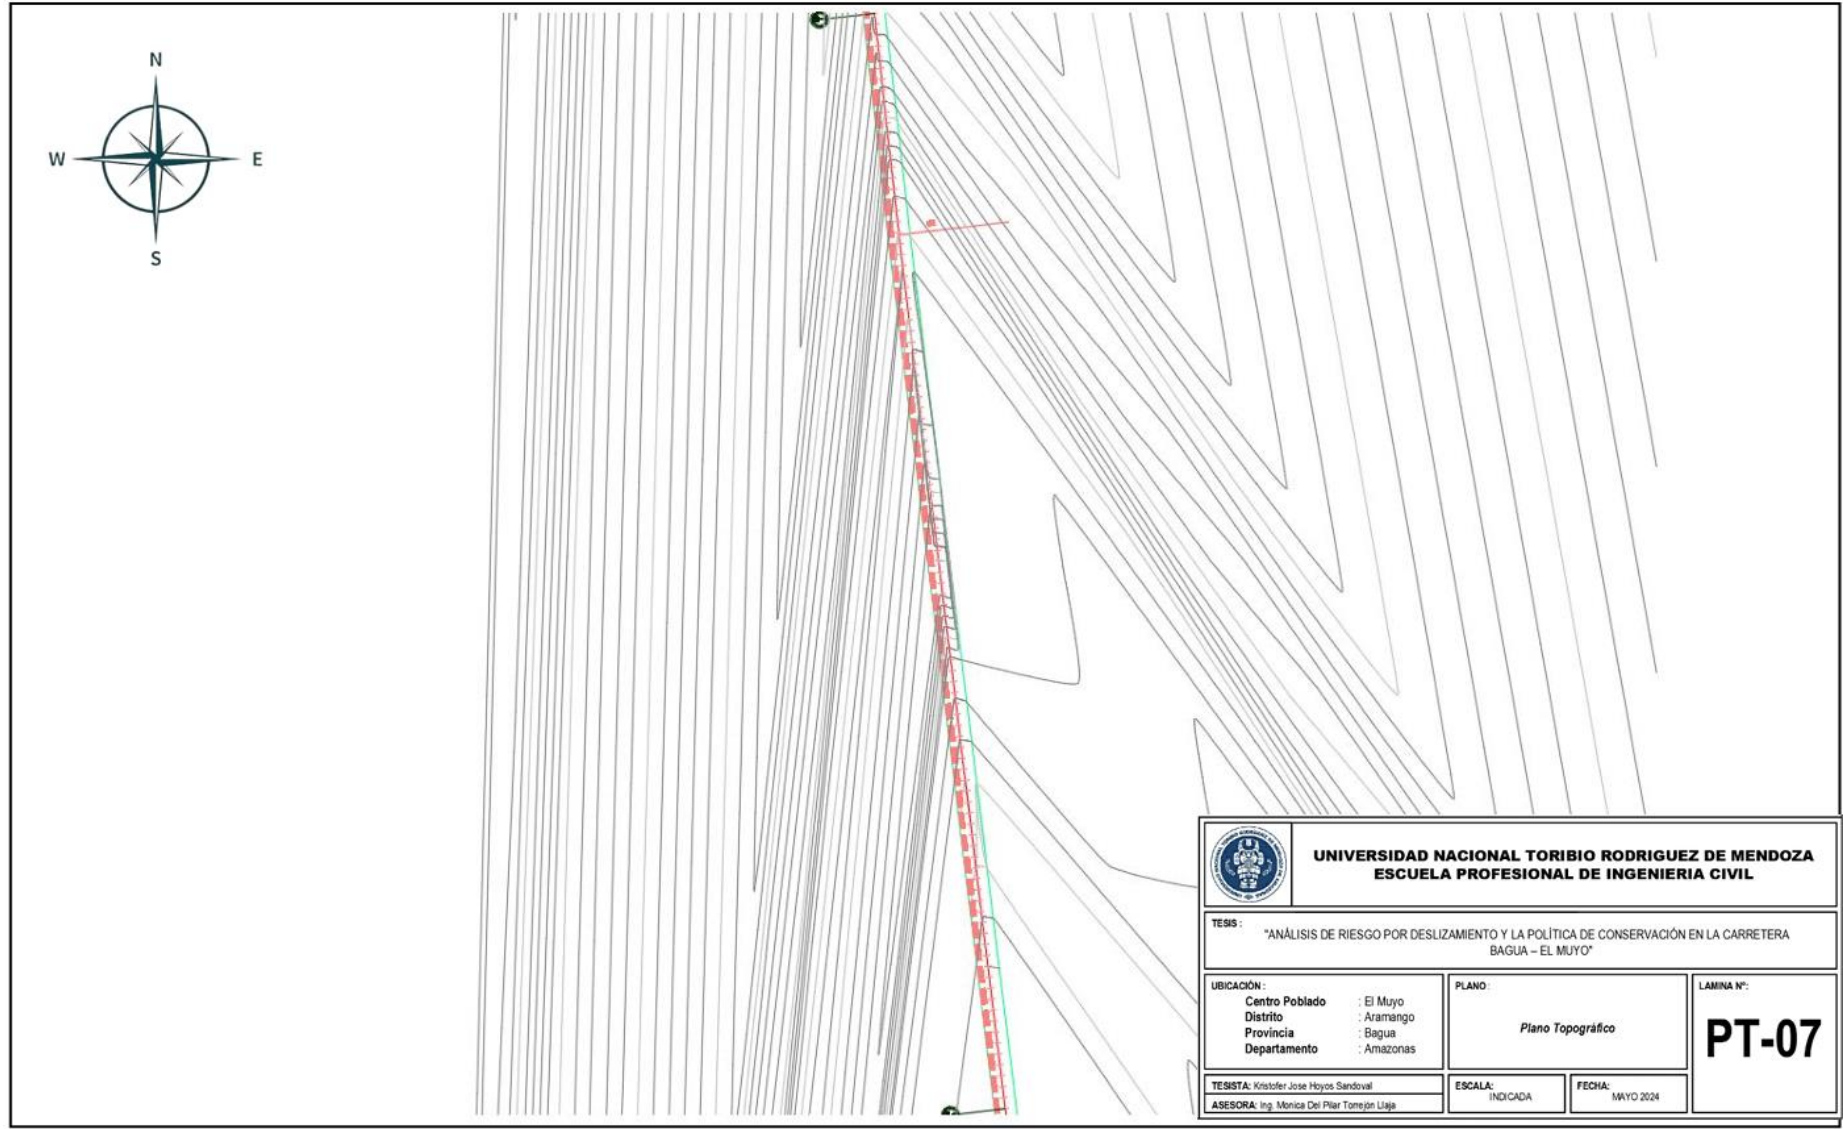 N
W
E
S
UNIVERSIDAD NACIONAL TORIBIO RODRIGUEZ DE MENDOZA
ESCUELA PROFESIONAL DE INGENIERIA CIVIL
TESIS :
"ANÁLISIS DE RIESGO POR DESLIZAMIENTO Y LA POLÍTICA DE CONSERVACIÓN EN LA CARRETERA
BAGUA – EL MUYO"
UBICACIÓN :
Centro Poblado : El Muyo
Distrito : Aramango
Provincia : Bagua
Departamento : Amazonas
PLANO :
Plano Topográfico
LAMINA N°:
PT-07
TESISTA: Kristofer Jose Hoyos Sandoval
ASESORA: Ing. Monica Del Pilar Torrejón Llaja
ESCALA:
INDICADA
FECHA:
MAYO 2024